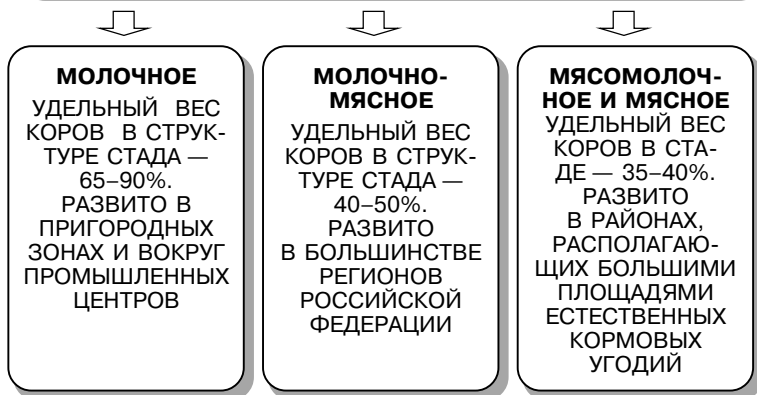 МОЛОЧНОЕ
УДЕЛЬНЫЙ ВЕС
КОРОВ В СТРУК-
ТУРЕ СТАДА —
65–90%.
РАЗВИТО В
ПРИГОРОДНЫХ
ЗОНАХ И ВОКРУГ
ПРОМЫШЛЕННЫХ
ЦЕНТРОВ
МОЛОЧНО-
МЯСНОЕ
УДЕЛЬНЫЙ ВЕС
КОРОВ В СТРУК-
ТУРЕ СТАДА —
40–50%.
РАЗВИТО
В БОЛЬШИНСТВЕ
РЕГИОНОВ
РОССИЙСКОЙ
ФЕДЕРАЦИИ
МЯСОМОЛОЧ-
НОЕ И МЯСНОЕ
УДЕЛЬНЫЙ ВЕС
КОРОВ В СТА-
ДЕ — 35–40%.
РАЗВИТО
В РАЙОНАХ,
РАСПОЛАГАЮ-
ЩИХ БОЛЬШИМИ
ПЛОЩАДЯМИ
ЕСТЕСТВЕННЫХ
КОРМОВЫХ
УГОДИЙ